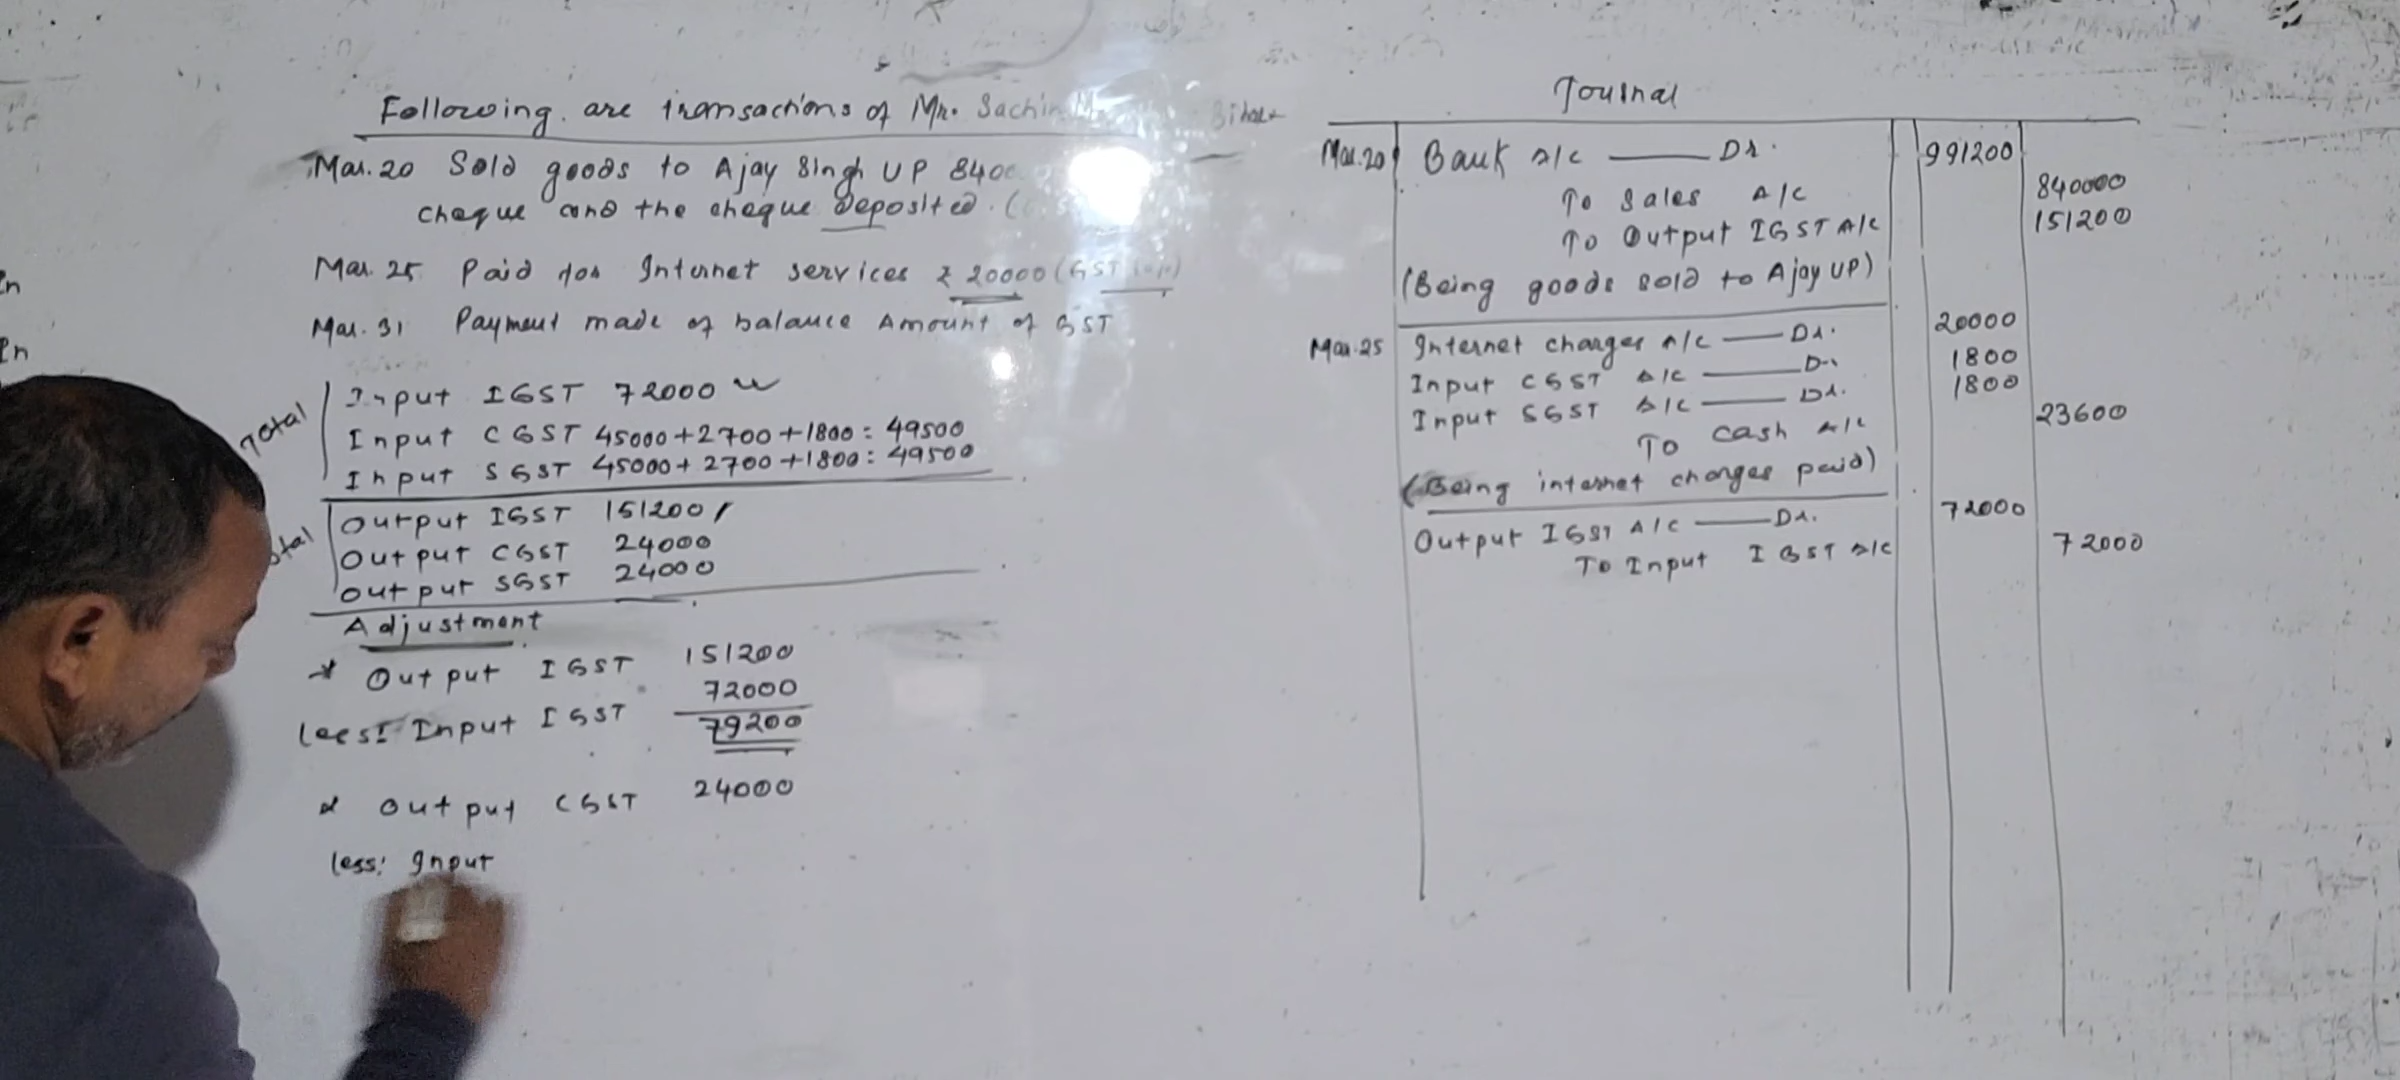 Following are transactions of Mr. Sachin
Mar. 20 Sold goods to Ajay Singh UP 840
cheque and the cheque deposited. (
Mar. 25 Paid for Internet services ₹ 20000 (GST
Mar. 31 Payment made of balance Amount of GST
Total
Input IGST 72000
Input CGST 45000+2700+1800: 49500
Input SGST 45000+2700+1800: 49500
Output IGST 151200
Output CGST 24000
Output SGST 24000
Adjustment
* Output IGST 151200
less: Input IGST 72000
79200
Output CGST 24000
less: Input
In
In
Journal
Mar. 20 Bank A/c —— Dr. 991200
To Sales A/c 840000
To Output IGST A/c 151200
(Being goods sold to Ajay UP)
Mar. 25 Internet charges A/c —— Dr. 20000
Input CGST A/c —— Dr. 1800
Input SGST A/c —— Dr. 1800
To Cash A/c 23600
(Being internet charges paid)
Output IGST A/c —— Dr. 72000
To Input IGST A/c 72000